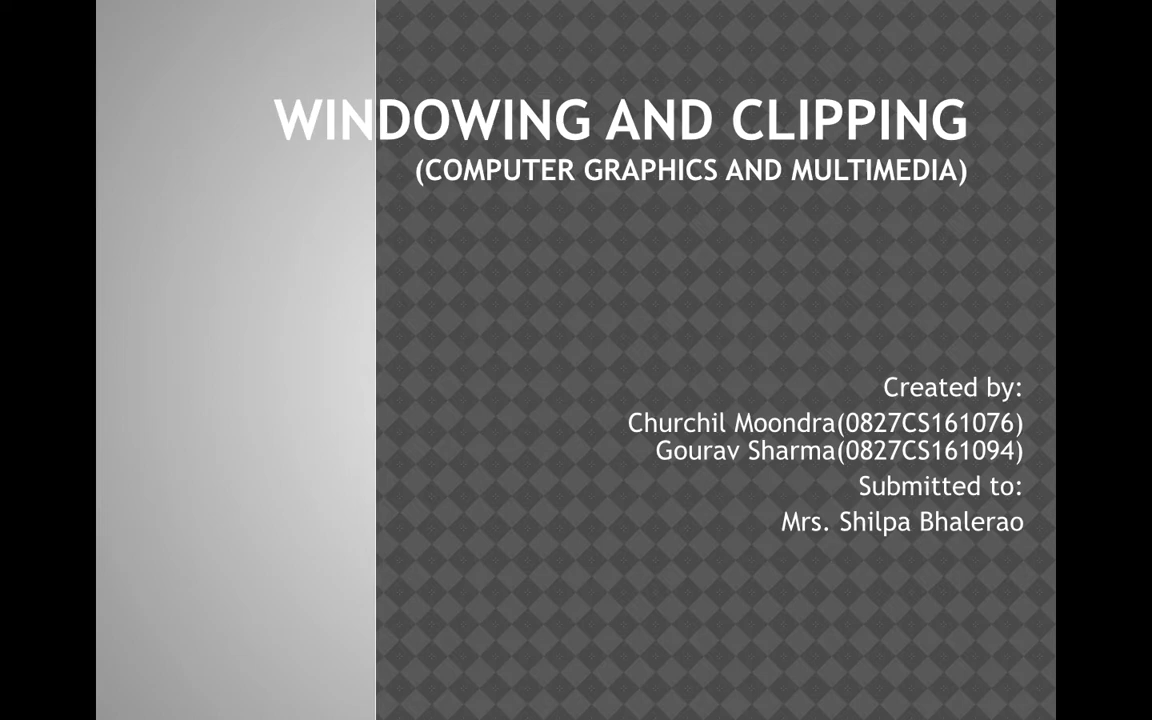 WINDOWING AND CLIPPING
(COMPUTER GRAPHICS AND MULTIMEDIA)
Created by:
Churchil Moondra(0827CS161076)
Gourav Sharma(0827CS161094)
Submitted to:
Mrs. Shilpa Bhalerao